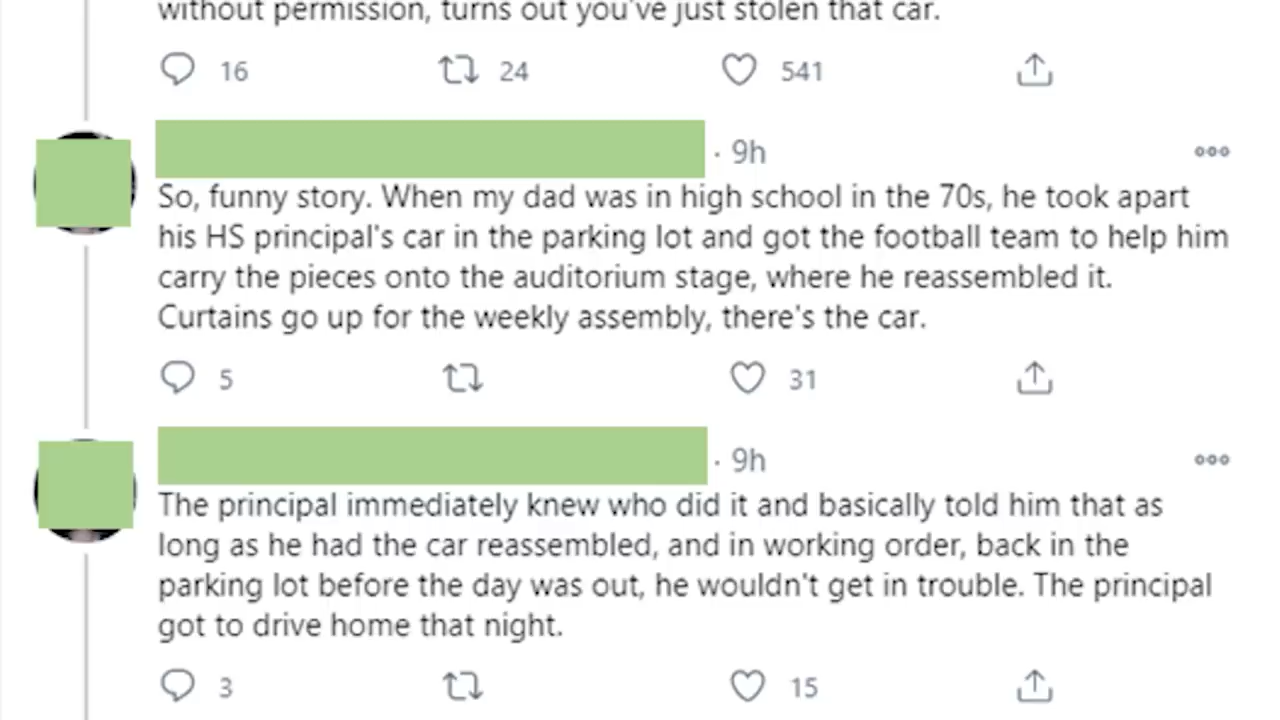 without permission, turns out you've just stolen that car.
16 24 541
· 9h
So, funny story. When my dad was in high school in the 70s, he took apart
his HS principal's car in the parking lot and got the football team to help him
carry the pieces onto the auditorium stage, where he reassembled it.
Curtains go up for the weekly assembly, there's the car.
5 31
· 9h
The principal immediately knew who did it and basically told him that as
long as he had the car reassembled, and in working order, back in the
parking lot before the day was out, he wouldn't get in trouble. The principal
got to drive home that night.
3 15